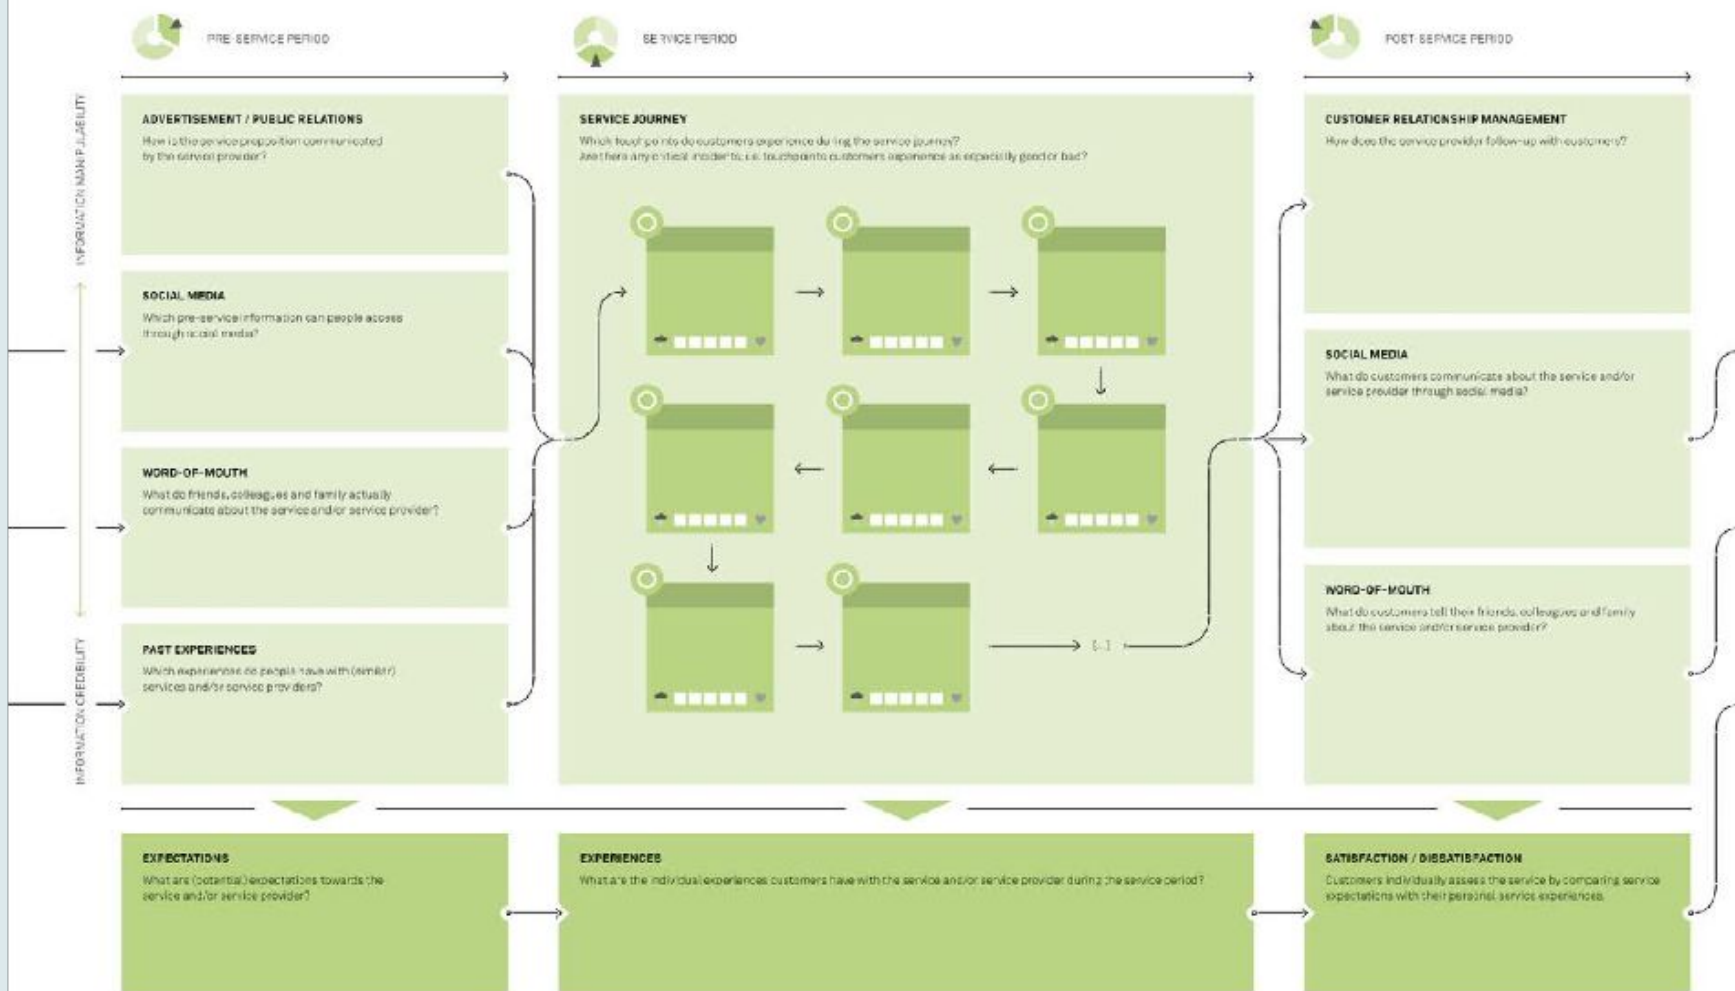 PRE-SERVICE PERIOD
SERVICE PERIOD
POST-SERVICE PERIOD
INFORMATION MANIPULABILITY
INFORMATION CREDIBILITY
ADVERTISEMENT / PUBLIC RELATIONS
How is the service proposition communicated
by the service provider?
SOCIAL MEDIA
Which pre-service information can people access
through social media?
WORD-OF-MOUTH
What do friends, colleagues and family actually
communicate about the service and/or service provider?
PAST EXPERIENCES
Which experiences do people have with (similar)
services and/or service providers?
SERVICE JOURNEY
Which touchpoints do customers experience during the service journey?
Are there any critical incidents, i.e. touchpoints customers experience as especially good or bad?
[...]
CUSTOMER RELATIONSHIP MANAGEMENT
How does the service provider follow-up with customers?
SOCIAL MEDIA
What do customers communicate about the service and/or
service provider through social media?
WORD-OF-MOUTH
What do customers tell their friends, colleagues and family
about the service and/or service provider?
EXPECTATIONS
What are (potential) expectations towards the
service and/or service provider?
EXPERIENCES
What are the individual experiences customers have with the service and/or service provider during the service period?
SATISFACTION / DISSATISFACTION
Customers individually assess the service by comparing service
expectations with their personal service experiences.